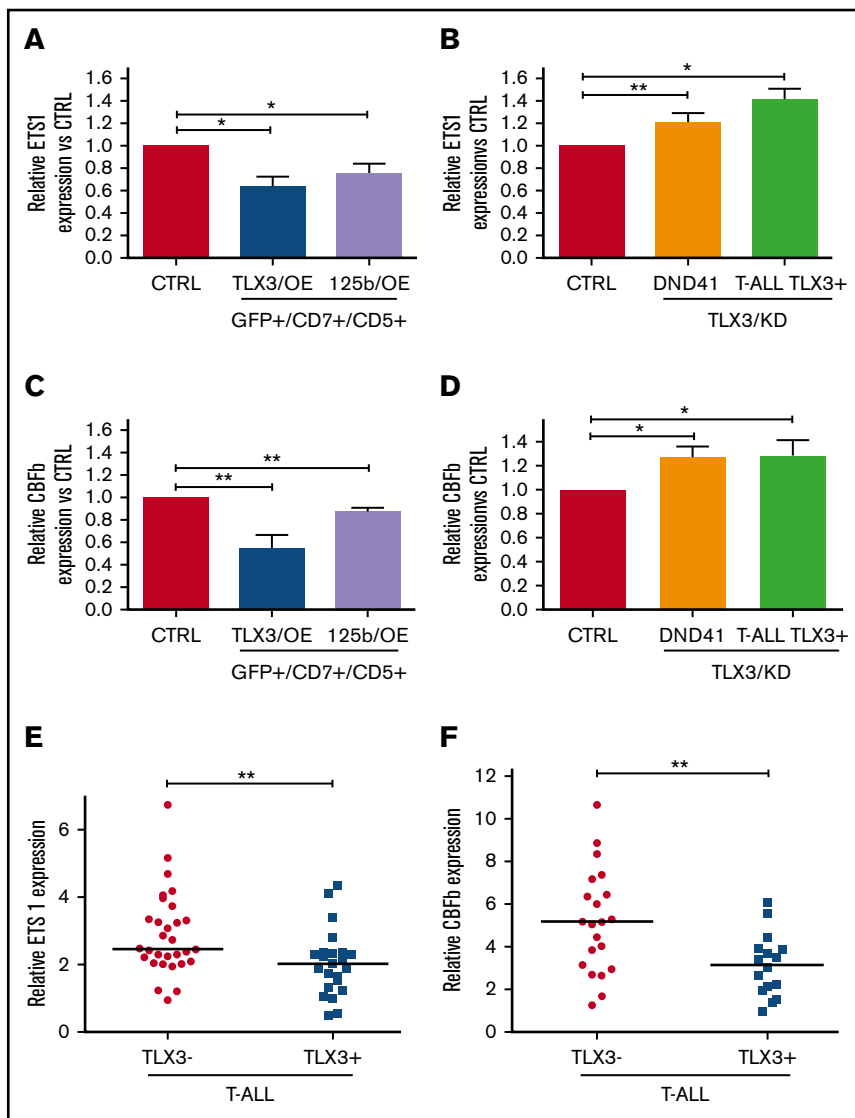 A
Relative ETS1
expression vs CTRL
1.6
1.4
1.2
1.0
0.8
0.6
0.4
0.2
0.0
*
*
CTRL TLX3/OE 125b/OE
GFP+/CD7+/CD5+
B
Relative ETS1
expressionvs CTRL
1.6
1.4
1.2
1.0
0.8
0.6
0.4
0.2
0.0
*
**
CTRL DND41 T-ALL TLX3+
TLX3/KD
C
Relative CBFb
expression vs CTRL
1.6
1.4
1.2
1.0
0.8
0.6
0.4
0.2
0.0
**
**
CTRL TLX3/OE 125b/OE
GFP+/CD7+/CD5+
D
Relative CBFb
expressionvs CTRL
1.4
1.2
1.0
0.8
0.6
0.4
0.2
0.0
*
*
CTRL DND41 T-ALL TLX3+
TLX3/KD
E
Relative ETS 1 expression
6
4
2
0
**
TLX3- TLX3+
T-ALL
F
Relative CBFb expression
12
10
8
6
4
2
0
**
TLX3- TLX3+
T-ALL